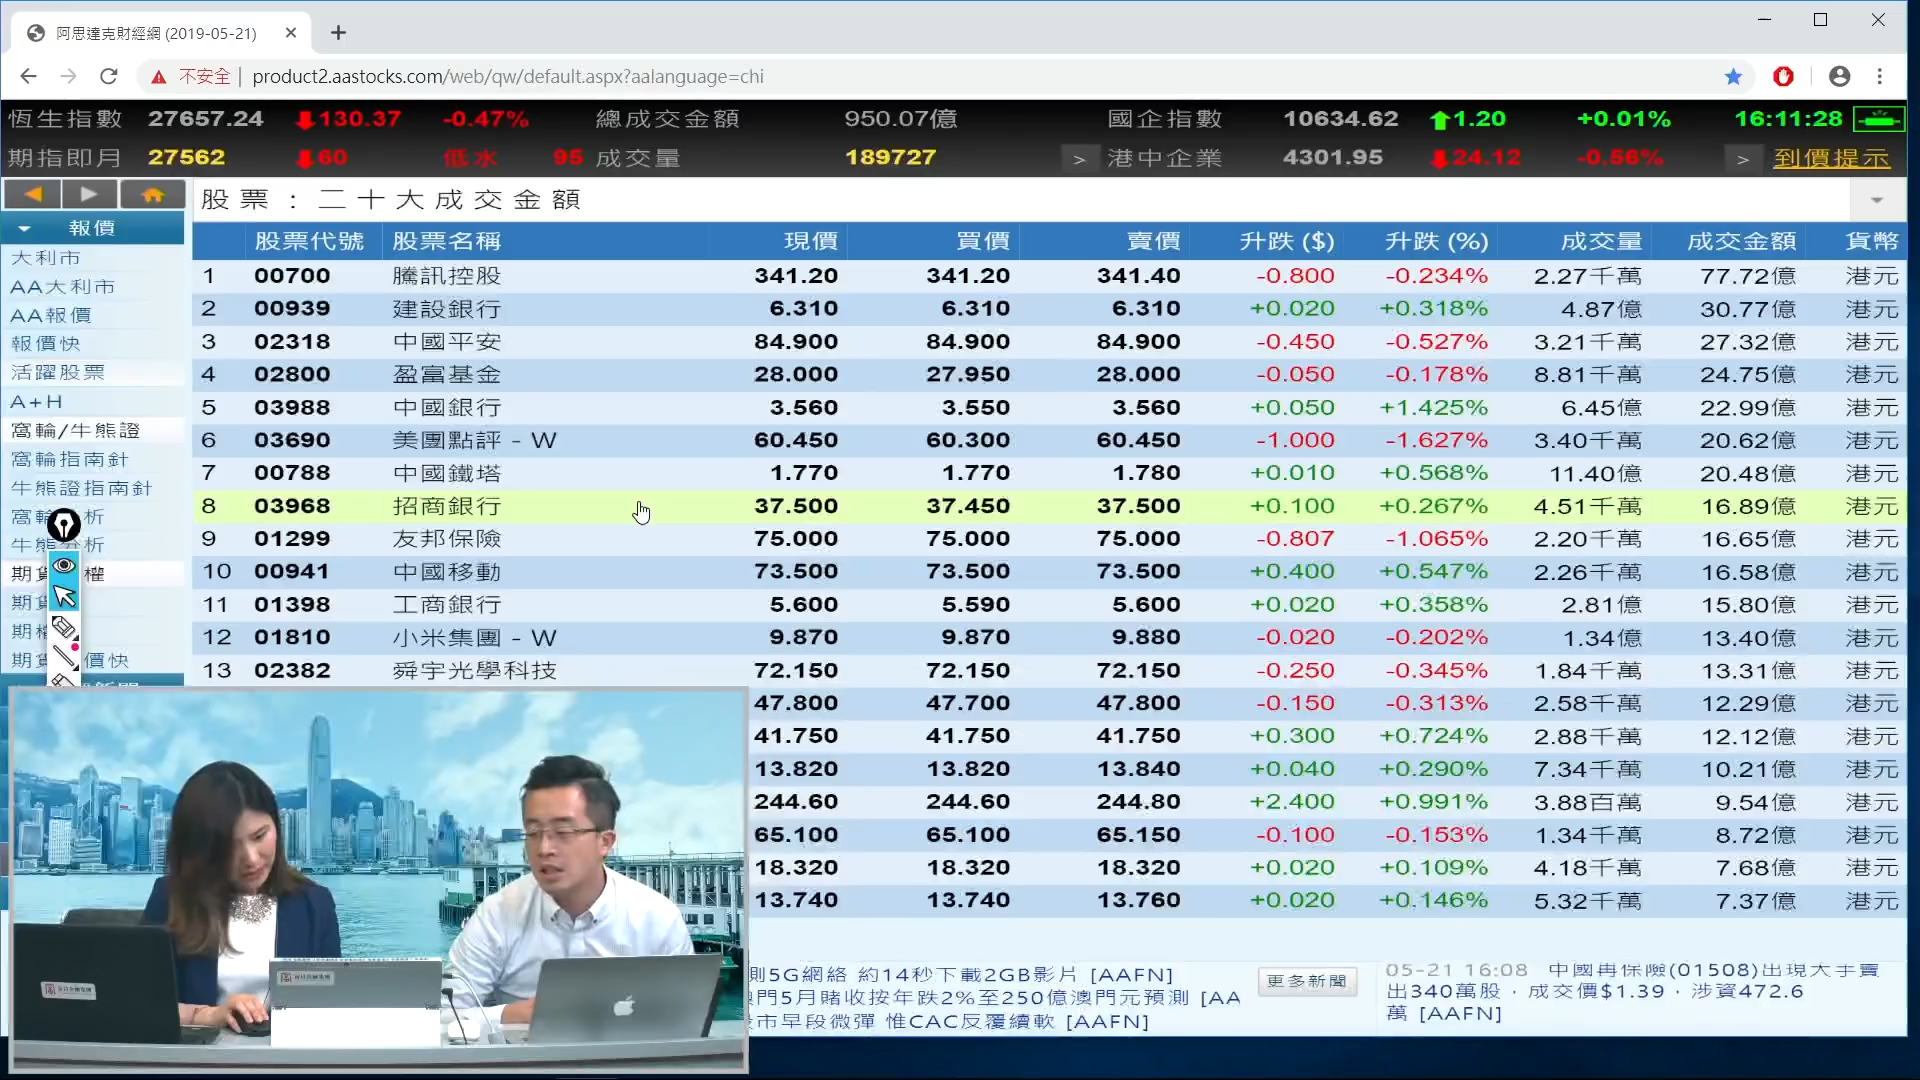 阿思達克財經網 (2019-05-21)
不安全 | product2.aastocks.com/web/qw/default.aspx?aalanguage=chi
恆生指數 27657.24 130.37 -0.47% 總成交金額 950.07億 國企指數 10634.62 1.20 +0.01% 16:11:28
期指即月 27562 60 低水 95 成交量 189727 > 港中企業 4301.95 24.12 -0.56% > 到價提示
股票：二十大成交金額
報價
大利市
AA大利市
AA報價
報價快
活躍股票
A+H
窩輪/牛熊證
窩輪指南針
牛熊證指南針
股票代號 股票名稱 現價 買價 賣價 升跌 ($) 升跌 (%) 成交量 成交金額 貨幣
1 00700 騰訊控股 341.20 341.20 341.40 -0.800 -0.234% 2.27千萬 77.72億 港元
2 00939 建設銀行 6.310 6.310 6.310 +0.020 +0.318% 4.87億 30.77億 港元
3 02318 中國平安 84.900 84.900 84.900 -0.450 -0.527% 3.21千萬 27.32億 港元
4 02800 盈富基金 28.000 27.950 28.000 -0.050 -0.178% 8.81千萬 24.75億 港元
5 03988 中國銀行 3.560 3.550 3.560 +0.050 +1.425% 6.45億 22.99億 港元
6 03690 美團點評 - W 60.450 60.300 60.450 -1.000 -1.627% 3.40千萬 20.62億 港元
7 00788 中國鐵塔 1.770 1.770 1.780 +0.010 +0.568% 11.40億 20.48億 港元
8 03968 招商銀行 37.500 37.450 37.500 +0.100 +0.267% 4.51千萬 16.89億 港元
9 01299 友邦保險 75.000 75.000 75.000 -0.807 -1.065% 2.20千萬 16.65億 港元
10 00941 中國移動 73.500 73.500 73.500 +0.400 +0.547% 2.26千萬 16.58億 港元
11 01398 工商銀行 5.600 5.590 5.600 +0.020 +0.358% 2.81億 15.80億 港元
12 01810 小米集團 - W 9.870 9.870 9.880 -0.020 -0.202% 1.34億 13.40億 港元
13 02382 舜宇光學科技 72.150 72.150 72.150 -0.250 -0.345% 1.84千萬 13.31億 港元
47.800 47.700 47.800 -0.150 -0.313% 2.58千萬 12.29億 港元
41.750 41.750 41.750 +0.300 +0.724% 2.88千萬 12.12億 港元
13.820 13.820 13.840 +0.040 +0.290% 7.34千萬 10.21億 港元
244.60 244.60 244.80 +2.400 +0.991% 3.88百萬 9.54億 港元
65.100 65.100 65.150 -0.100 -0.153% 1.34千萬 8.72億 港元
18.320 18.320 18.320 +0.020 +0.109% 4.18千萬 7.68億 港元
13.740 13.740 13.760 +0.020 +0.146% 5.32千萬 7.37億 港元
測5G網絡 約14秒下載2GB影片 [AAFN]
門5月賭收按年跌2%至250億澳門元預測 [AA
市早段微彈 惟CAC反覆續軟 [AAFN]
更多新聞
05-21 16:08 中國再保險(01508)出現大手賣
出340萬股，成交價$1.39，涉資472.6
萬 [AAFN]